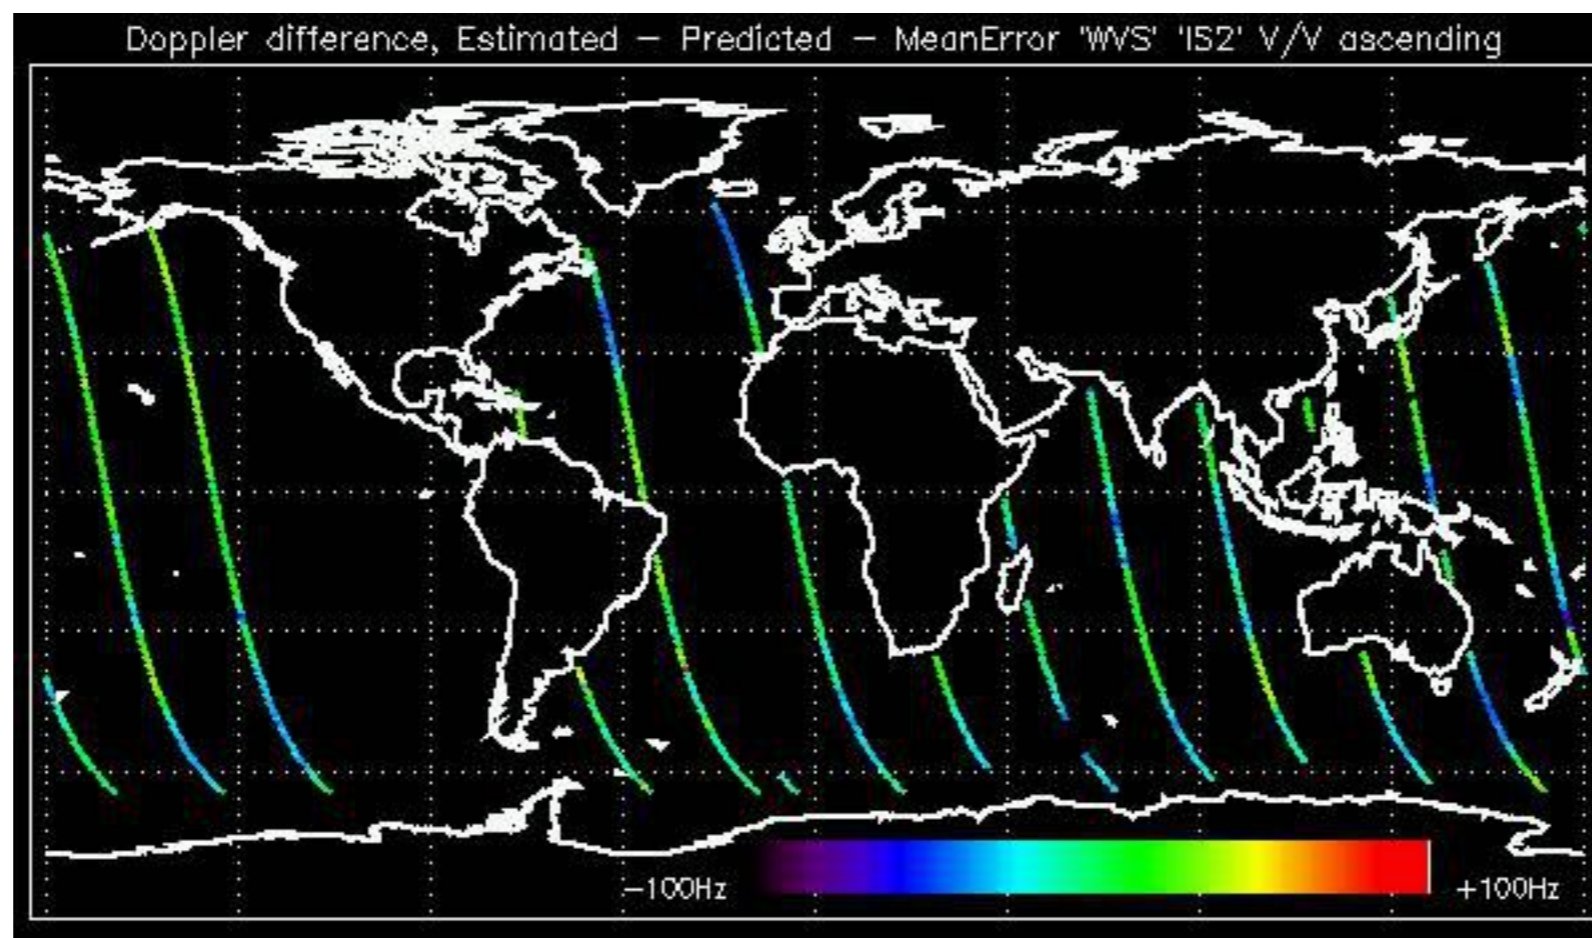 Doppler difference, Estimated − Predicted − MeanError 'WVS' 'IS2' V/V ascending
−100Hz
+100Hz